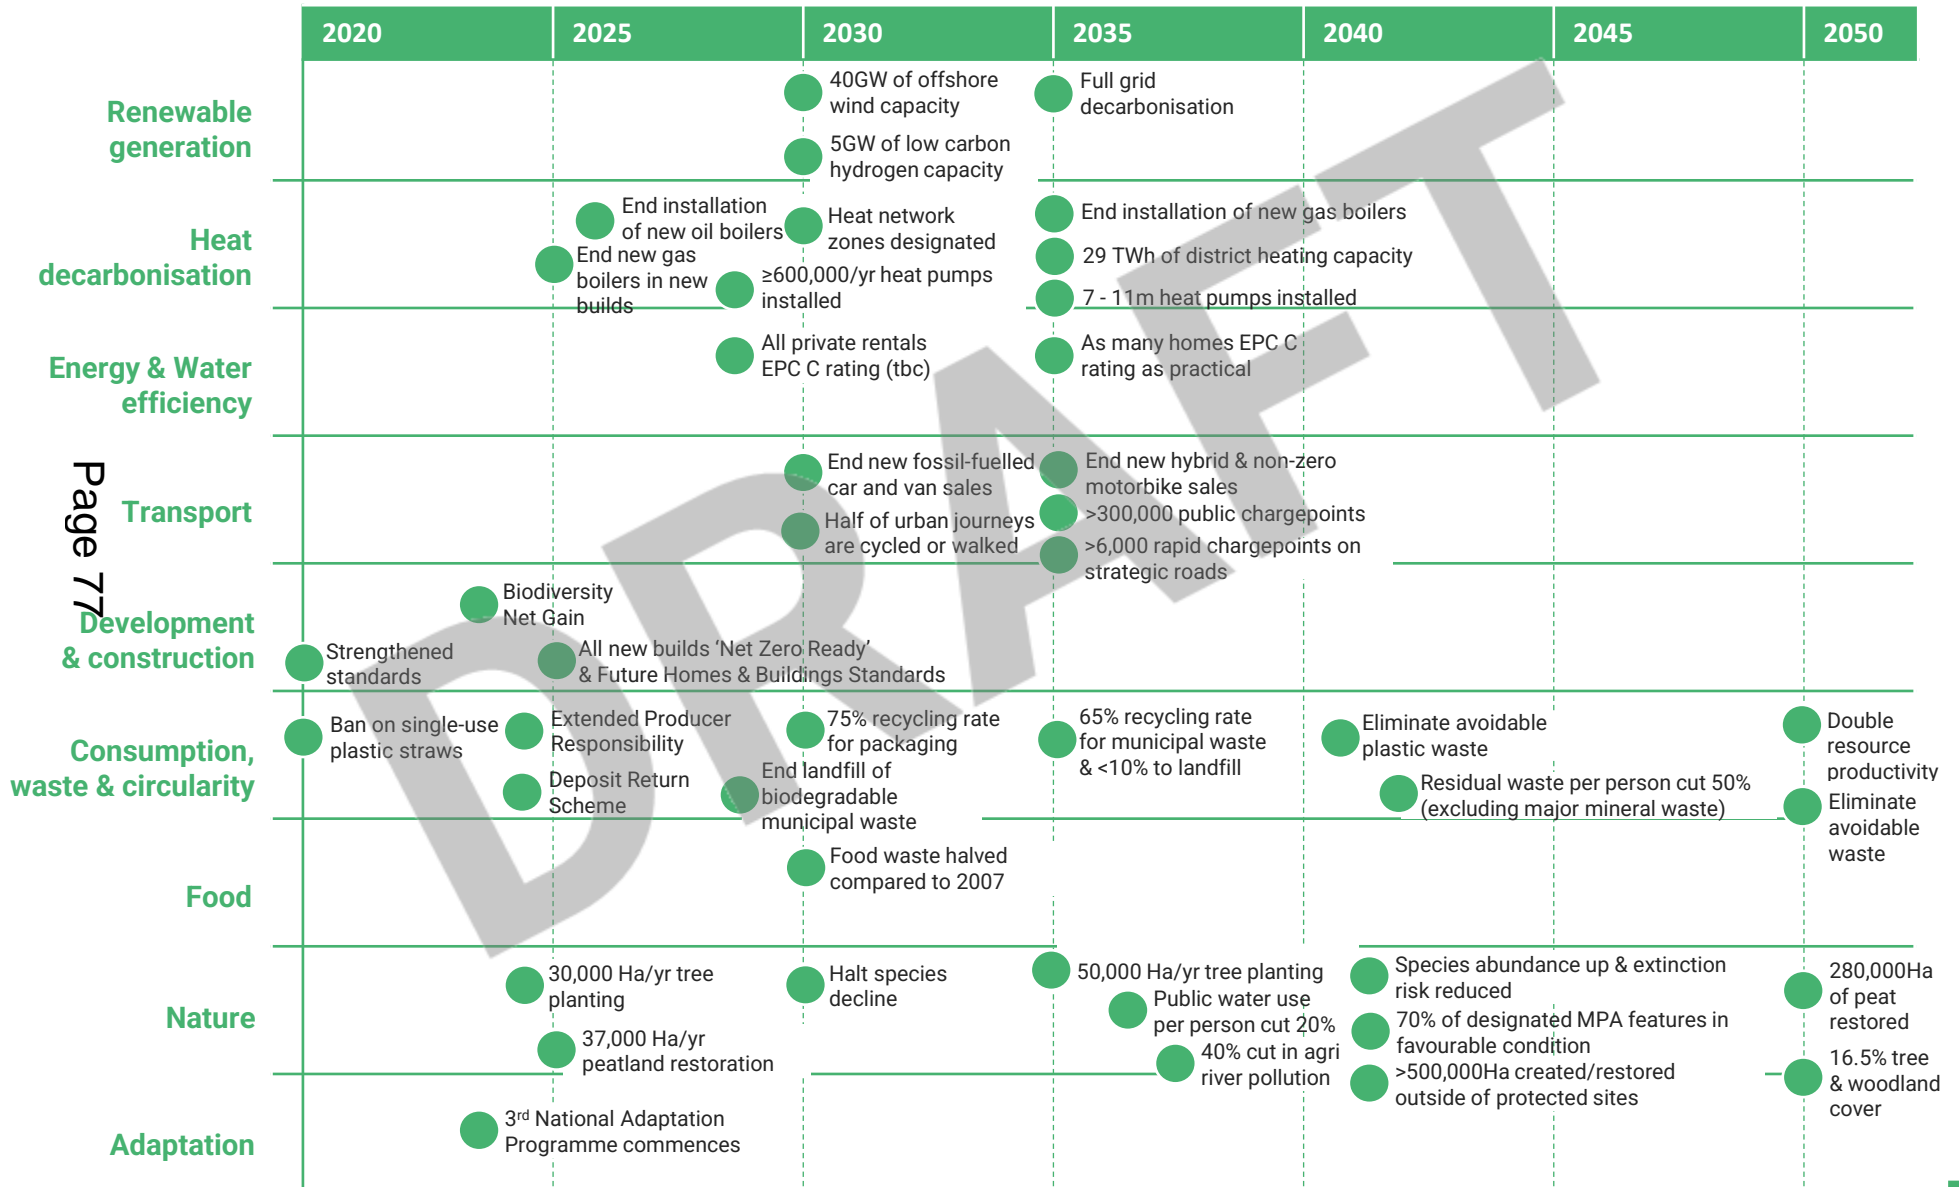 2020
2025
2030
2035
2040
2045
2050
Renewable
generation
40GW of offshore
wind capacity
5GW of low carbon
hydrogen capacity
Full grid
decarbonisation
Heat
decarbonisation
End installation
of new oil boilers
End new gas
boilers in new
builds
Heat network
zones designated
≥600,000/yr heat pumps
installed
End installation of new gas boilers
29 TWh of district heating capacity
7 - 11m heat pumps installed
Energy & Water
efficiency
All private rentals
EPC C rating (tbc)
As many homes EPC C
rating as practical
Transport
End new fossil-fuelled
car and van sales
Half of urban journeys
are cycled or walked
End new hybrid & non-zero
motorbike sales
>300,000 public chargepoints
>6,000 rapid chargepoints on
strategic roads
Page 77
Development
& construction
Biodiversity
Net Gain
Strengthened
standards
All new builds ‘Net Zero Ready’
& Future Homes & Buildings Standards
Consumption,
waste & circularity
Ban on single-use
plastic straws
Extended Producer
Responsibility
Deposit Return
Scheme
75% recycling rate
for packaging
End landfill of
biodegradable
municipal waste
65% recycling rate
for municipal waste
& <10% to landfill
Eliminate avoidable
plastic waste
Residual waste per person cut 50%
(excluding major mineral waste)
Double
resource
productivity
Eliminate
avoidable
waste
Food
Food waste halved
compared to 2007
Nature
30,000 Ha/yr tree
planting
37,000 Ha/yr
peatland restoration
Halt species
decline
50,000 Ha/yr tree planting
Public water use
per person cut 20%
40% cut in agri
river pollution
Species abundance up & extinction
risk reduced
70% of designated MPA features in
favourable condition
>500,000Ha created/restored
outside of protected sites
280,000Ha
of peat
restored
16.5% tree
& woodland
cover
Adaptation
3rd National Adaptation
Programme commences
DRAFT